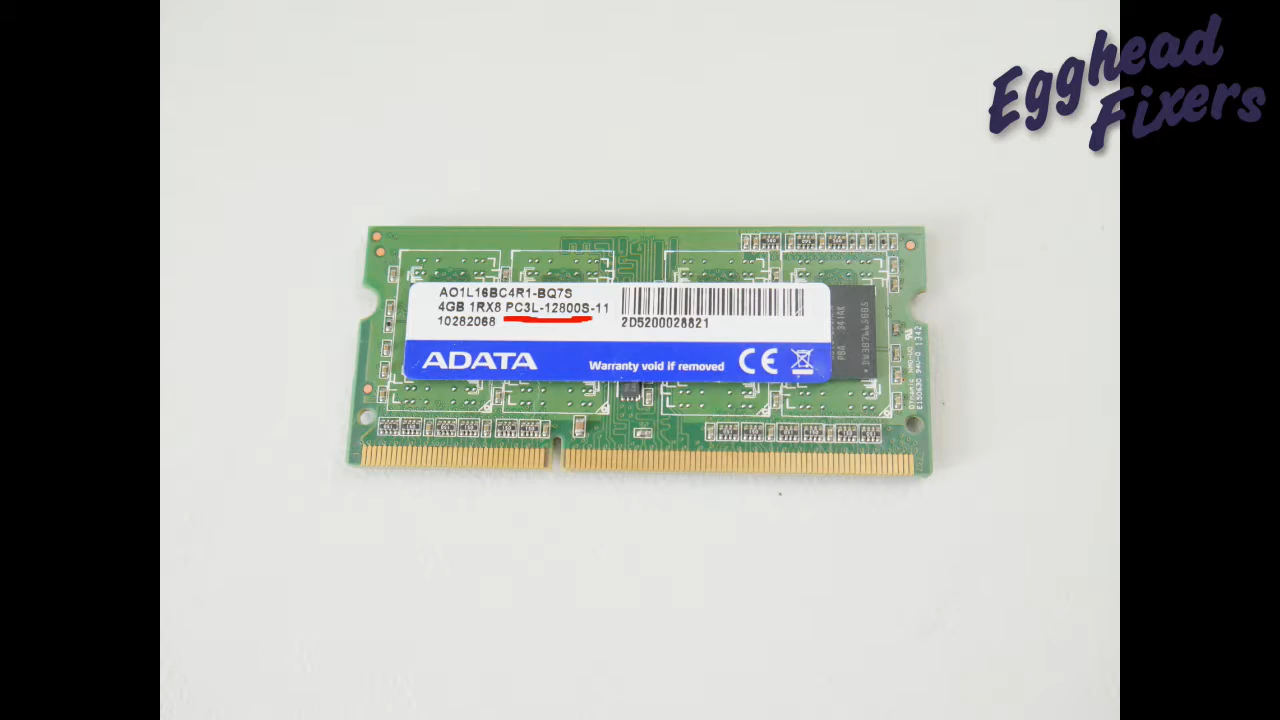 Egghead
Fixers
AO1L16BC4R1-BQ7S
4GB 1RX8 PC3L-12800S-11
10282068
2D5200028821
ADATA
Warranty void if removed
CE